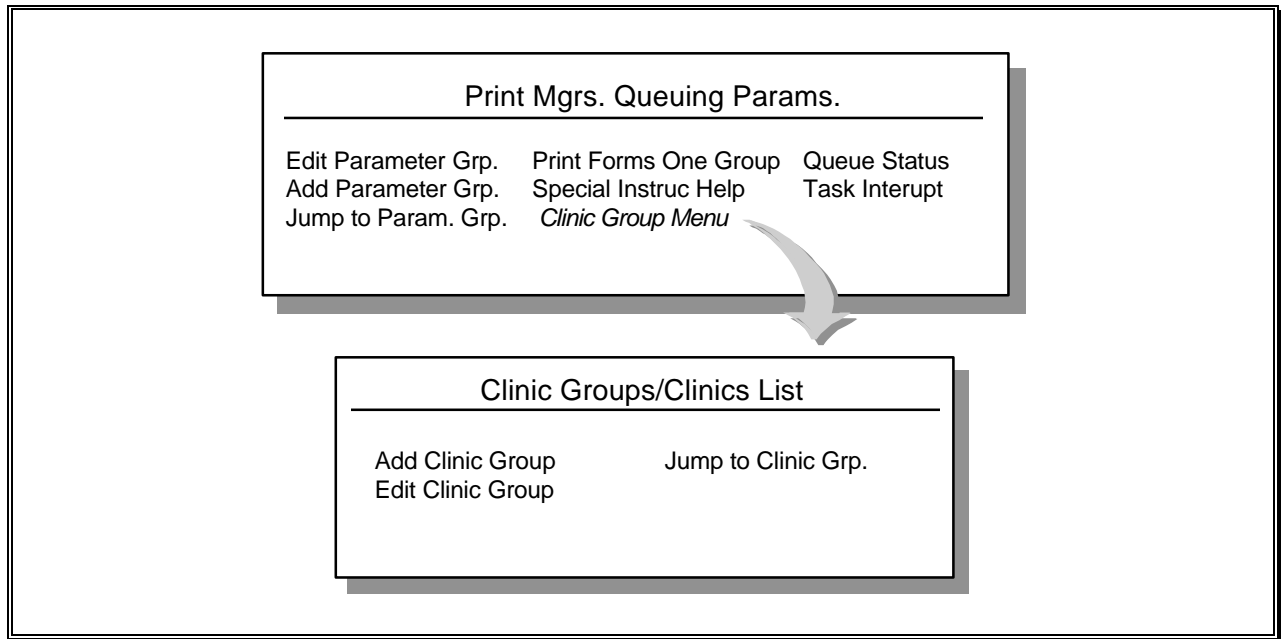 Print Mgrs. Queuing Params.
Edit Parameter Grp. Print Forms One Group Queue Status
Add Parameter Grp. Special Instruc Help Task Interupt
Jump to Param. Grp. Clinic Group Menu
Clinic Groups/Clinics List
Add Clinic Group Jump to Clinic Grp.
Edit Clinic Group